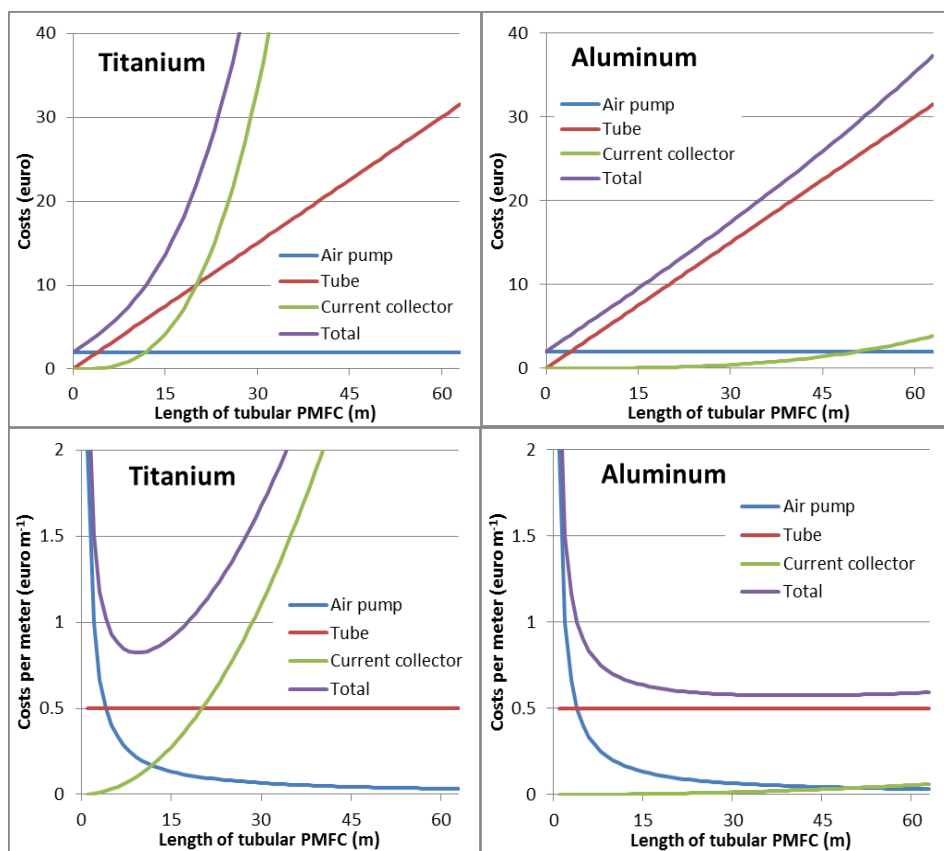 Titanium
40
30
20
10
0
Costs (euro)
Air pump
Tube
Current collector
Total
0 15 30 45 60
Length of tubular PMFC (m)
Aluminum
40
30
20
10
0
Costs (euro)
Air pump
Tube
Current collector
Total
0 15 30 45 60
Length of tubular PMFC (m)
Titanium
2
1.5
1
0.5
0
Costs per meter (euro m⁻¹)
Air pump
Tube
Current collector
Total
0 15 30 45 60
Length of tubular PMFC (m)
Aluminum
2
1.5
1
0.5
0
Costs per meter (euro m⁻¹)
Air pump
Tube
Current collector
Total
0 15 30 45 60
Length of tubular PMFC (m)